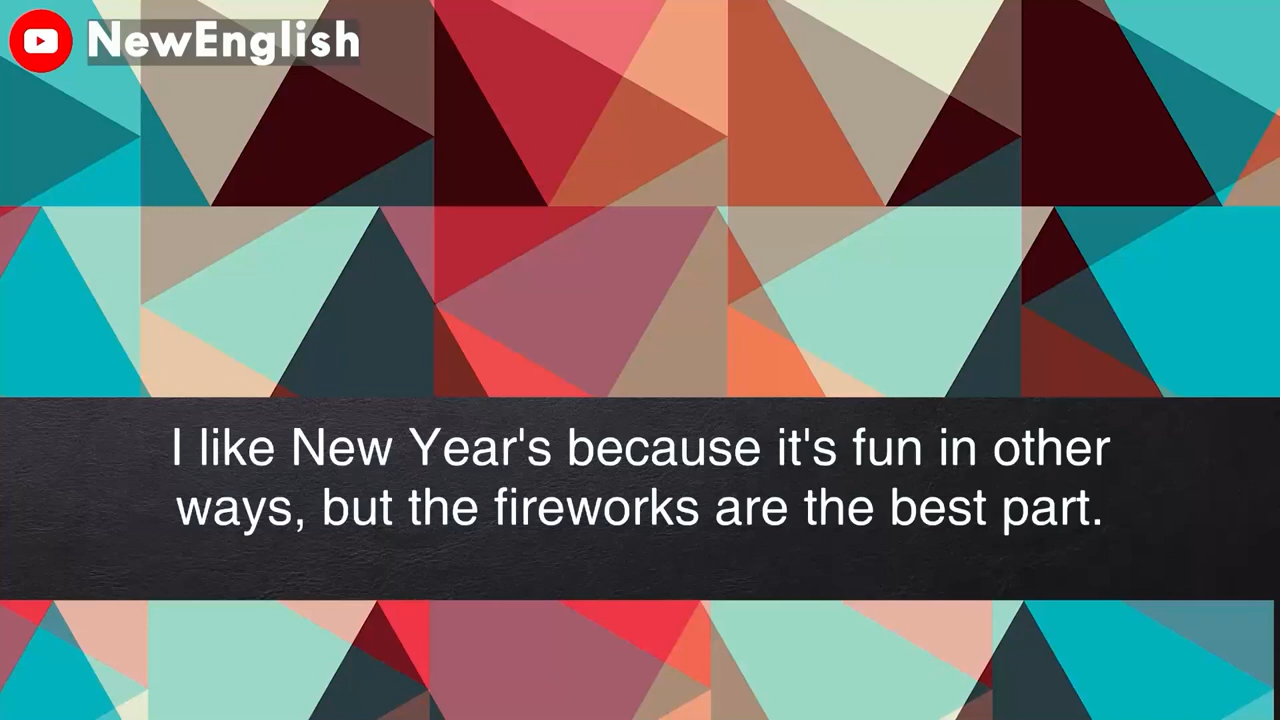 NewEnglish
I like New Year's because it's fun in other
ways, but the fireworks are the best part.